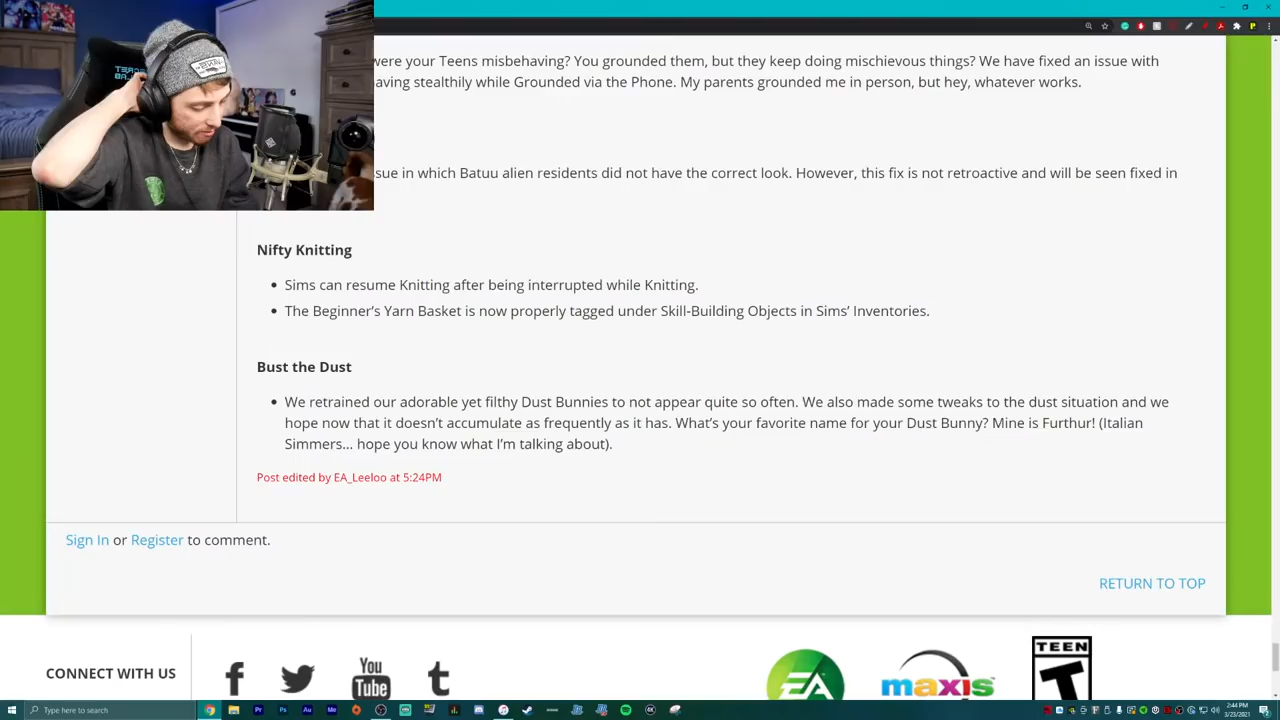 were your Teens misbehaving? You grounded them, but they keep doing mischievous things? We have fixed an issue with
aving stealthily while Grounded via the Phone. My parents grounded me in person, but hey, whatever works.
sue in which Batuu alien residents did not have the correct look. However, this fix is not retroactive and will be seen fixed in
Nifty Knitting
• Sims can resume Knitting after being interrupted while Knitting.
• The Beginner’s Yarn Basket is now properly tagged under Skill-Building Objects in Sims’ Inventories.
Bust the Dust
• We retrained our adorable yet filthy Dust Bunnies to not appear quite so often. We also made some tweaks to the dust situation and we
hope now that it doesn’t accumulate as frequently as it has. What’s your favorite name for your Dust Bunny? Mine is Furthur! (Italian
Simmers... hope you know what I’m talking about).
Post edited by EA_Leeloo at 5:24PM
Sign In or Register to comment.
RETURN TO TOP
CONNECT WITH US
You
Tube
EA
maxis
TEEN
T
Type here to search
2:44 PM
3/23/2021